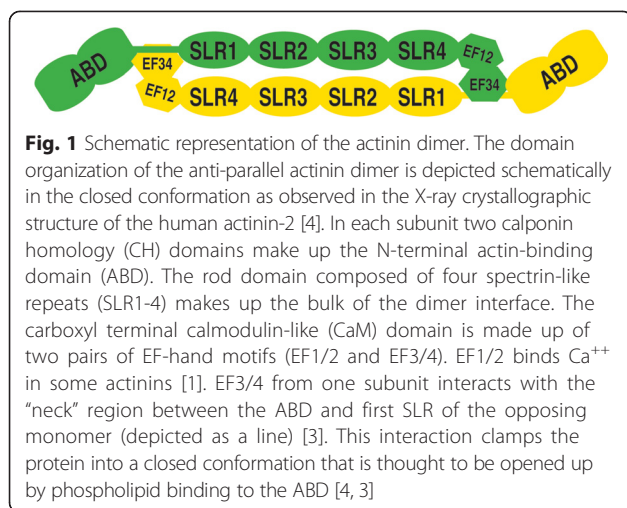 ABD SLR1 SLR2 SLR3 SLR4 EF12
EF34 ABD
EF12 SLR4 SLR3 SLR2 SLR1 EF34
Fig. 1 Schematic representation of the actinin dimer. The domain
organization of the anti-parallel actinin dimer is depicted schematically
in the closed conformation as observed in the X-ray crystallographic
structure of the human actinin-2 [4]. In each subunit two calponin
homology (CH) domains make up the N-terminal actin-binding
domain (ABD). The rod domain composed of four spectrin-like
repeats (SLR1-4) makes up the bulk of the dimer interface. The
carboxyl terminal calmodulin-like (CaM) domain is made up of
two pairs of EF-hand motifs (EF1/2 and EF3/4). EF1/2 binds Ca⁺⁺
in some actinins [1]. EF3/4 from one subunit interacts with the
“neck” region between the ABD and first SLR of the opposing
monomer (depicted as a line) [3]. This interaction clamps the
protein into a closed conformation that is thought to be opened up
by phospholipid binding to the ABD [4, 3]